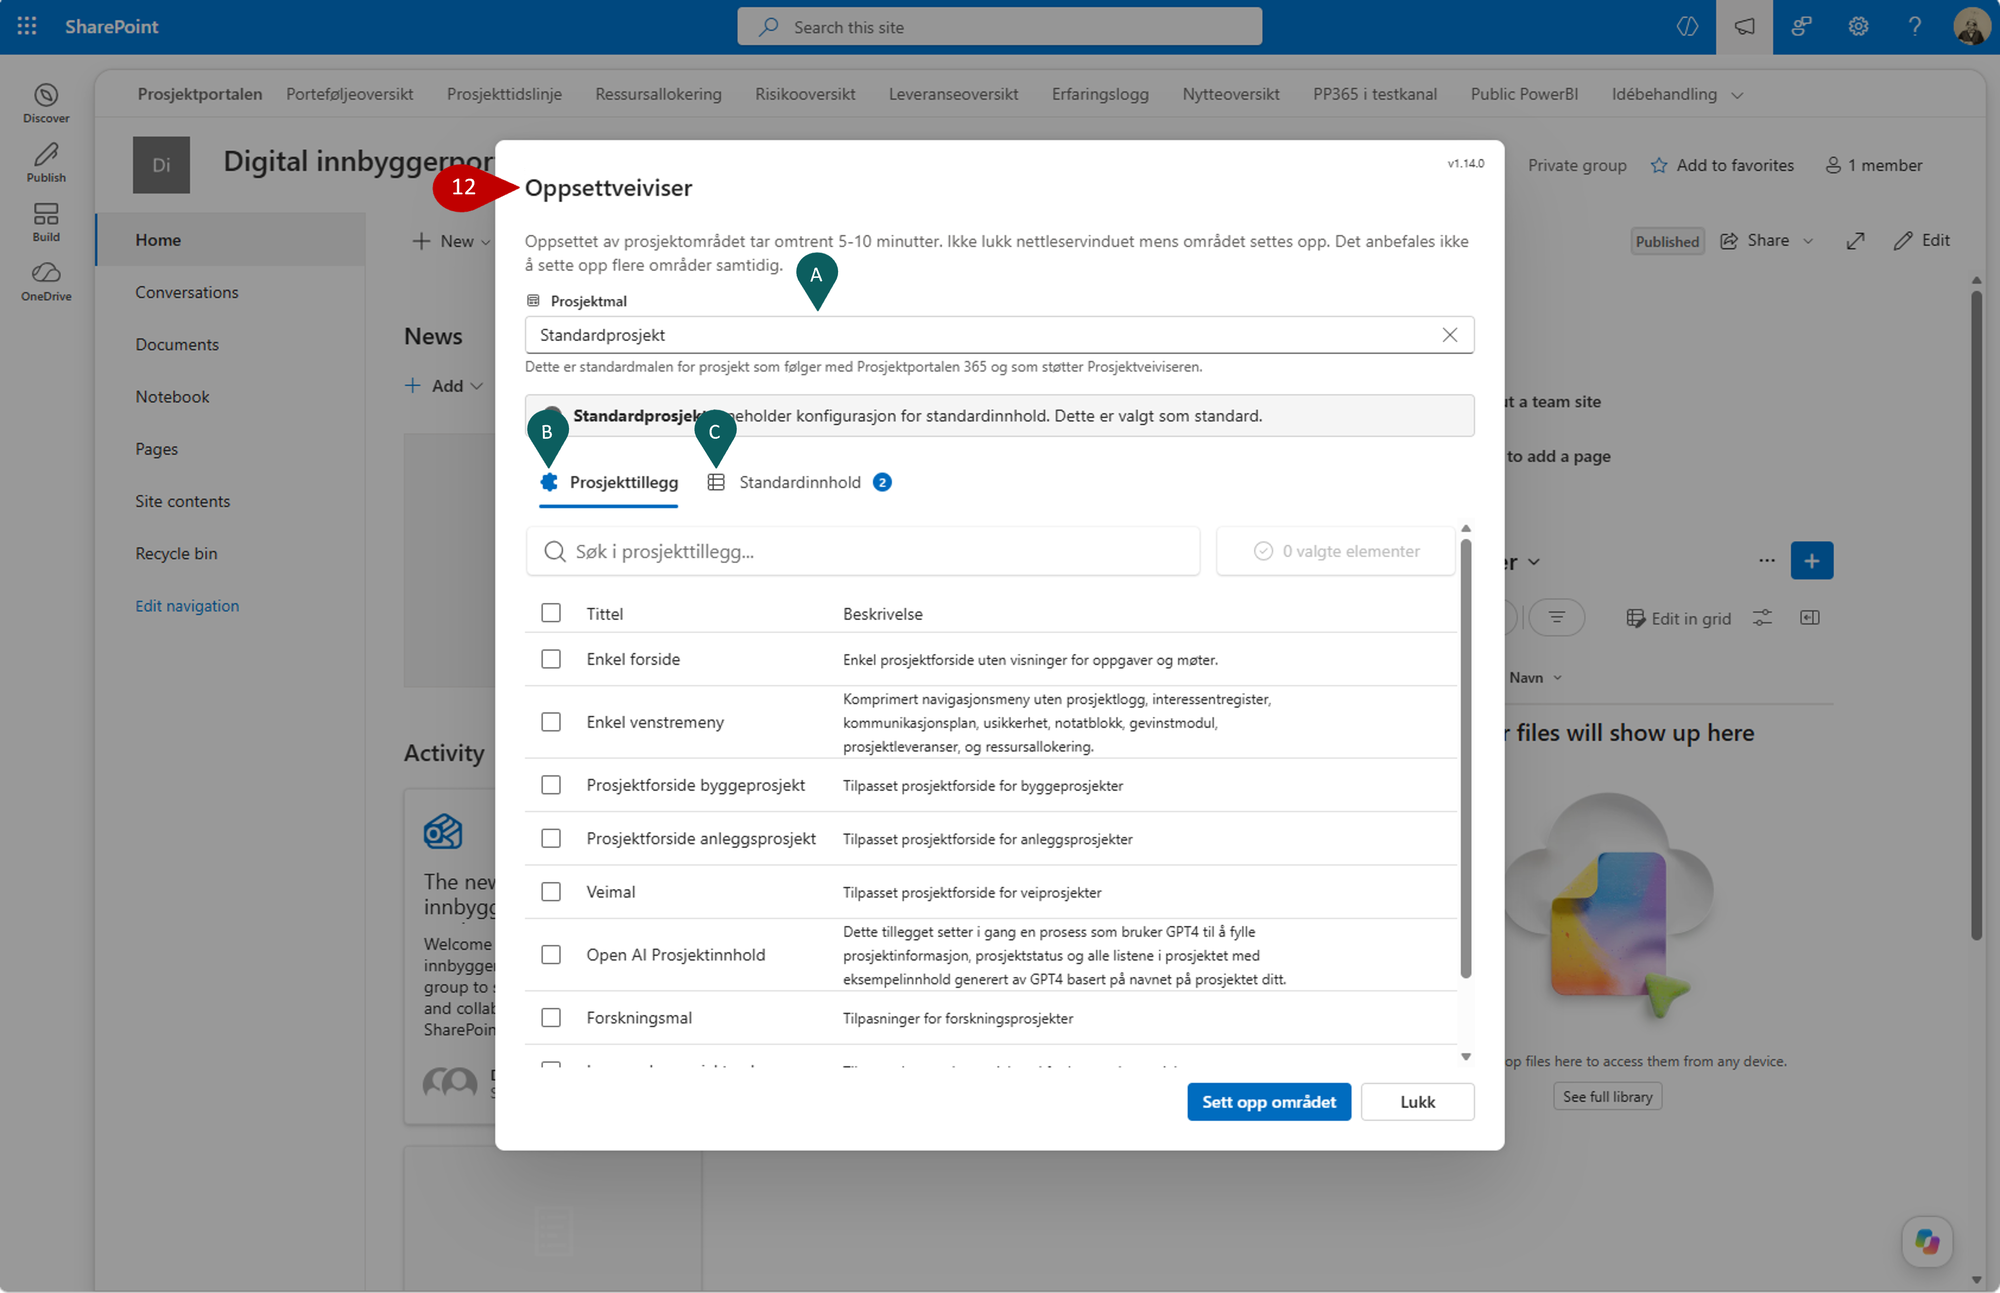 SharePoint
Search this site
Discover
Publish
Build
OneDrive
Prosjektportalen
Porteføljeoversikt
Prosjekttidslinje
Ressursallokering
Risikooversikt
Leveranseoversikt
Erfaringslogg
Nytteoversikt
PP365 i testkanal
Public PowerBI
Idébehandling
Di
Digital innbyggerpor
Private group
Add to favorites
1 member
Home
Conversations
Documents
Notebook
Pages
Site contents
Recycle bin
Edit navigation
New
Published
Share
Edit
News
Add
Activity
The new
innbygg
Welcome
innbygger
group to s
and collab
SharePoin
12
v1.14.0
Oppsettveiviser
Oppsettet av prosjektområdet tar omtrent 5-10 minutter. Ikke lukk nettleservinduet mens området settes opp. Det anbefales ikke
å sette opp flere områder samtidig.
A
Prosjektmal
Standardprosjekt
Dette er standardmalen for prosjekt som følger med Prosjektportalen 365 og som støtter Prosjektveiviseren.
Standardprosjekt neholder konfigurasjon for standardinnhold. Dette er valgt som standard.
B
C
Prosjekttillegg
Standardinnhold 2
Søk i prosjekttillegg...
0 valgte elementer
Tittel
Beskrivelse
Enkel forside
Enkel prosjektforside uten visninger for oppgaver og møter.
Enkel venstremeny
Komprimert navigasjonsmeny uten prosjektlogg, interessentregister,
kommunikasjonsplan, usikkerhet, notatblokk, gevinstmodul,
prosjektleveranser, og ressursallokering.
Prosjektforside byggeprosjekt
Tilpasset prosjektforside for byggeprosjekter
Prosjektforside anleggsprosjekt
Tilpasset prosjektforside for anleggsprosjekter
Veimal
Tilpasset prosjektforside for veiprosjekter
Open AI Prosjektinnhold
Dette tillegget setter i gang en prosess som bruker GPT4 til å fylle
prosjektinformasjon, prosjektstatus og alle listene i prosjektet med
eksempelinnhold generert av GPT4 basert på navnet på prosjektet ditt.
Forskningsmal
Tilpasninger for forskningsprosjekter
Sett opp området
Lukk
ut a team site
to add a page
er
Edit in grid
Navn
r files will show up here
op files here to access them from any device.
See full library